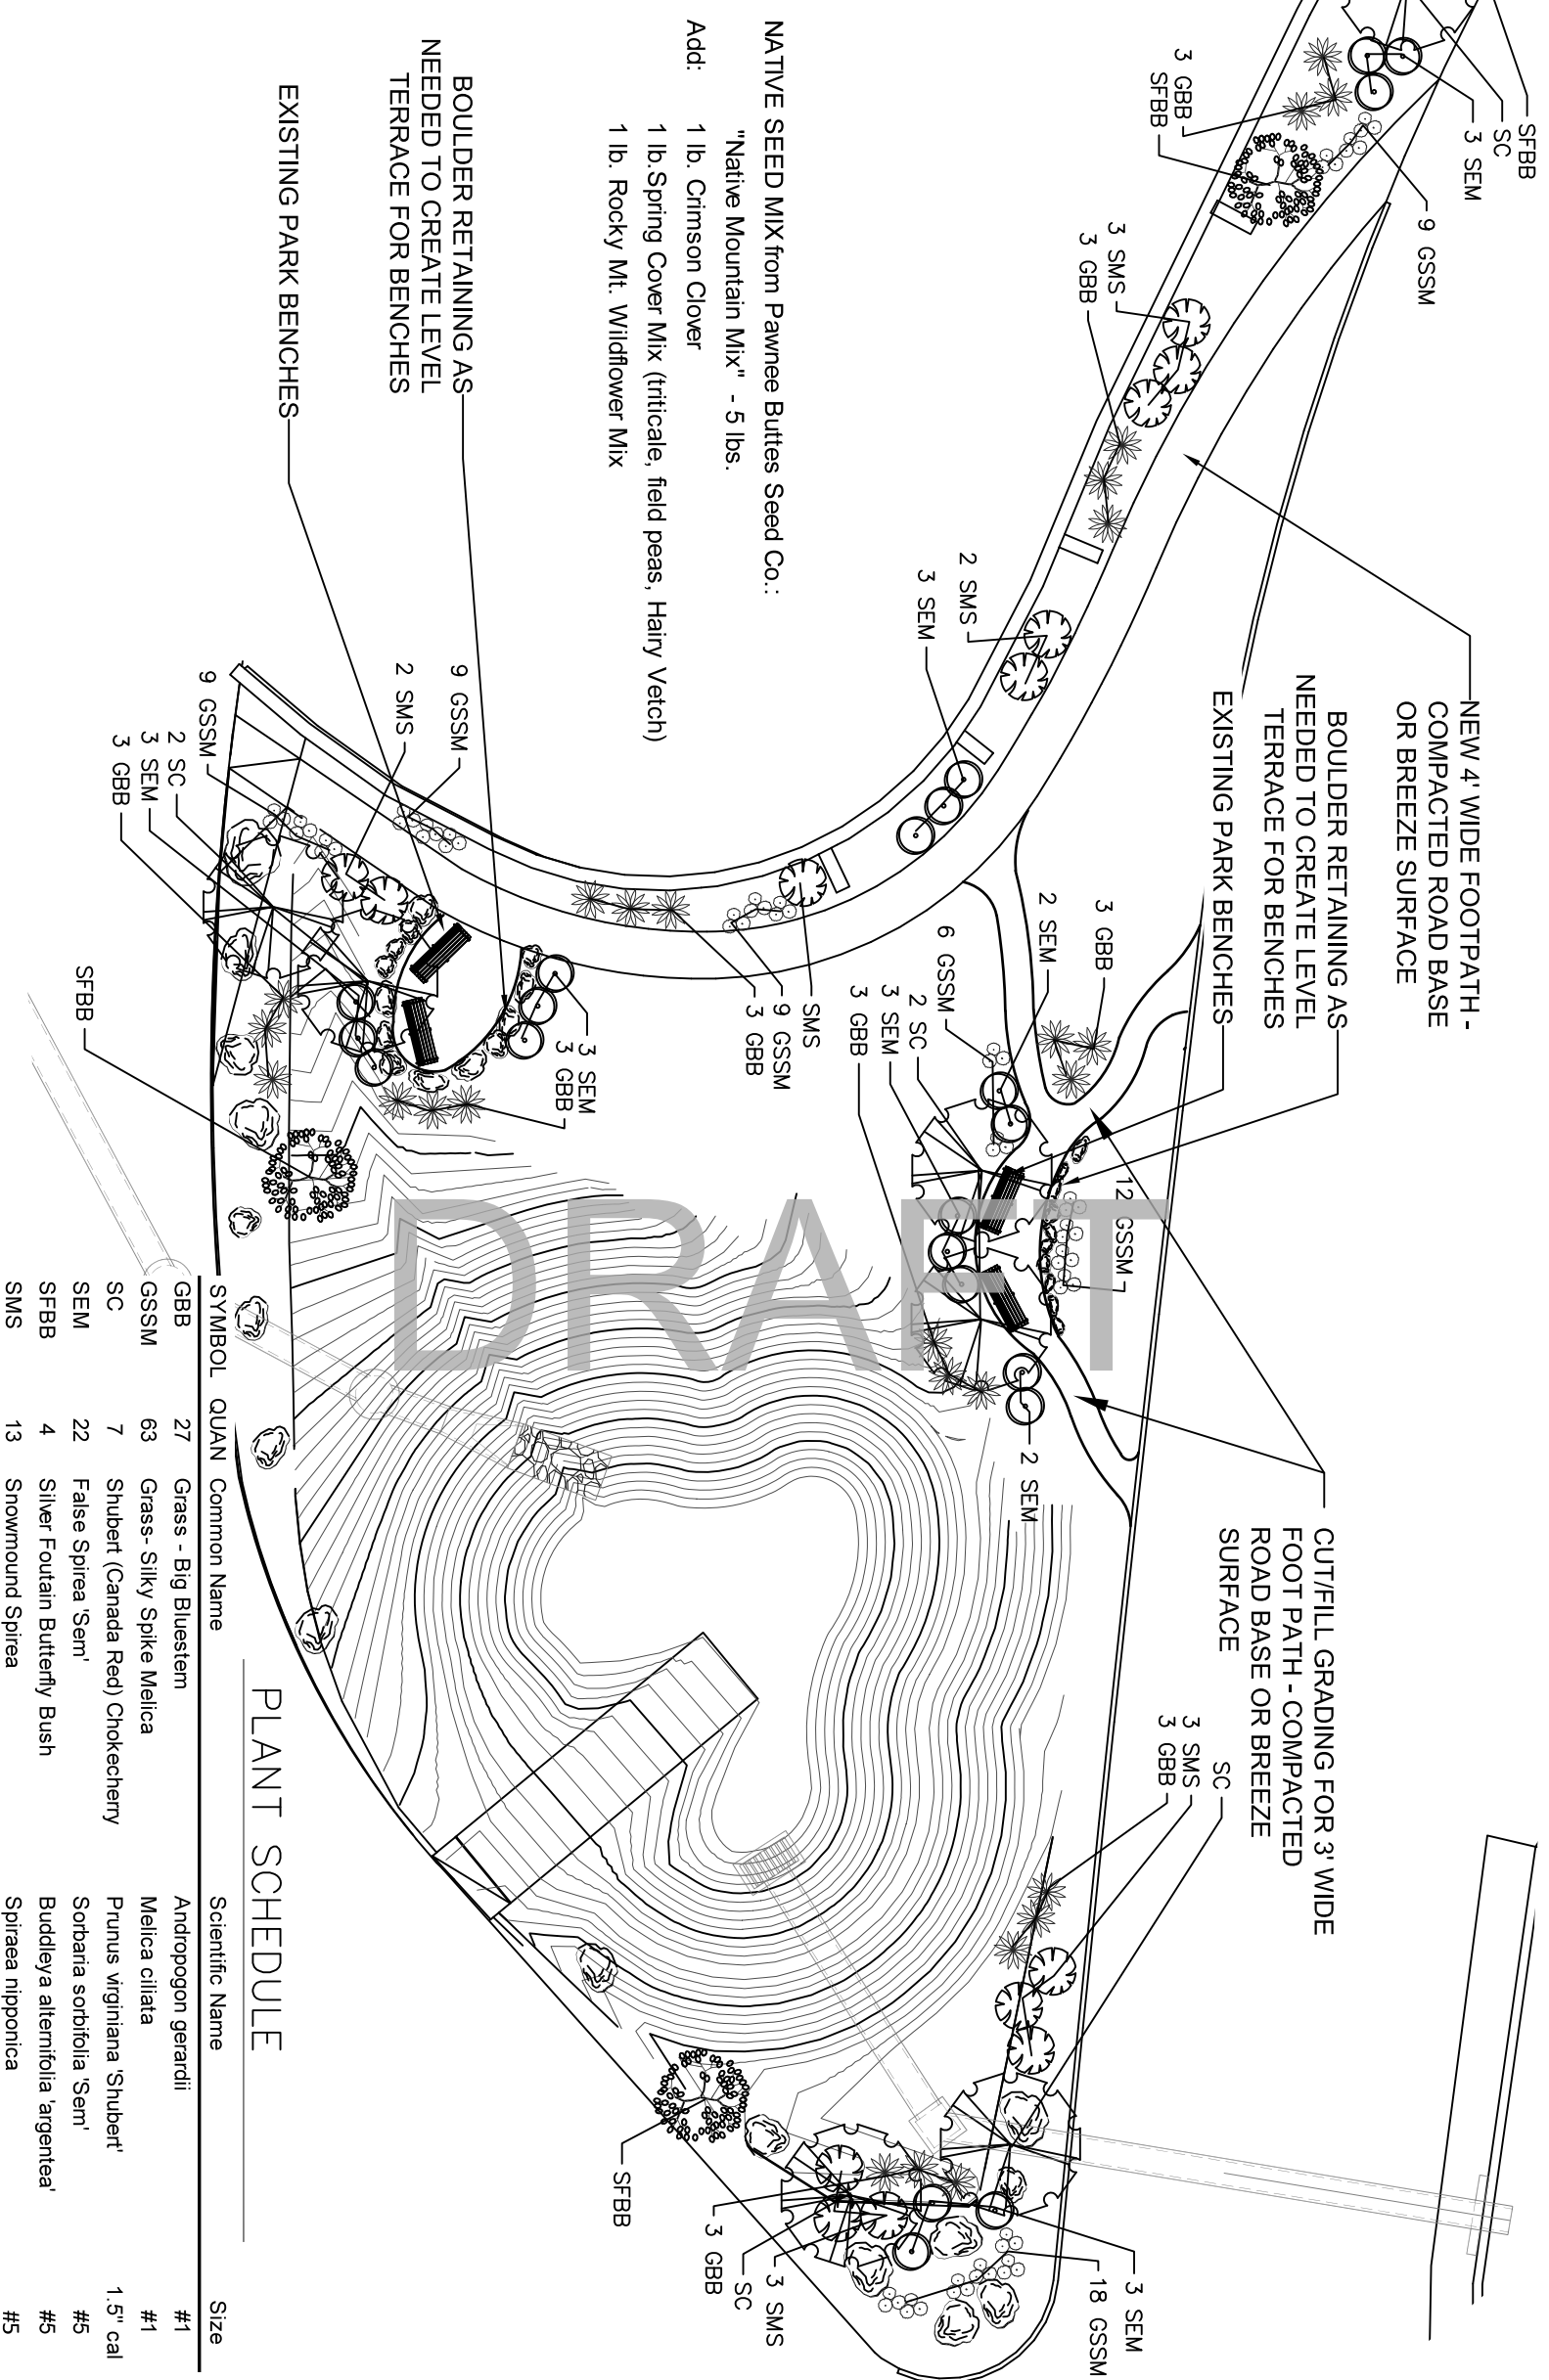 SFBB
SC
3 SEM
9 GSSM
3 GBB
SFBB
3 SMS
3 GBB
NEW 4' WIDE FOOTPATH -
COMPACTED ROAD BASE
OR BREEZE SURFACE
BOULDER RETAINING AS
NEEDED TO CREATE LEVEL
TERRACE FOR BENCHES
EXISTING PARK BENCHES
2 SMS
3 SEM
NATIVE SEED MIX from Pawnee Buttes Seed Co.:
"Native Mountain Mix" - 5 lbs.
Add: 1 lb. Crimson Clover
1 lb.Spring Cover Mix (triticale, field peas, Hairy Vetch)
1 lb. Rocky Mt. Wildflower Mix
BOULDER RETAINING AS
NEEDED TO CREATE LEVEL
TERRACE FOR BENCHES
EXISTING PARK BENCHES
9 GSSM
2 SMS
9 GSSM
2 SC
3 SEM
3 GBB
SFBB
3 SEM
3 GBB
SMS
9 GSSM
3 GBB
3 GBB
2 SEM
6 GSSM
2 SC
3 SEM
3 GBB
12 GSSM
2 SEM
DRAFT
CUT/FILL GRADING FOR 3' WIDE
FOOT PATH - COMPACTED
ROAD BASE OR BREEZE
SURFACE
SC
3 SMS
3 GBB
3 SEM
18 GSSM
3 SMS
SC
3 GBB
SFBB
PLANT SCHEDULE
SYMBOL QUAN Common Name Scientific Name Size
GBB 27 Grass - Big Bluestem Andropogon gerardii #1
GSSM 63 Grass- Silky Spike Melica Melica ciliata #1
SC 7 Shubert (Canada Red) Chokecherry Prunus virginiana 'Shubert' 1.5" cal
SEM 22 False Spirea 'Sem' Sorbaria sorbifolia 'Sem' #5
SFBB 4 Silver Foutain Butterfly Bush Buddleya alternifolia 'argentea' #5
SMS 13 Snowmound Spirea Spiraea nipponica #5